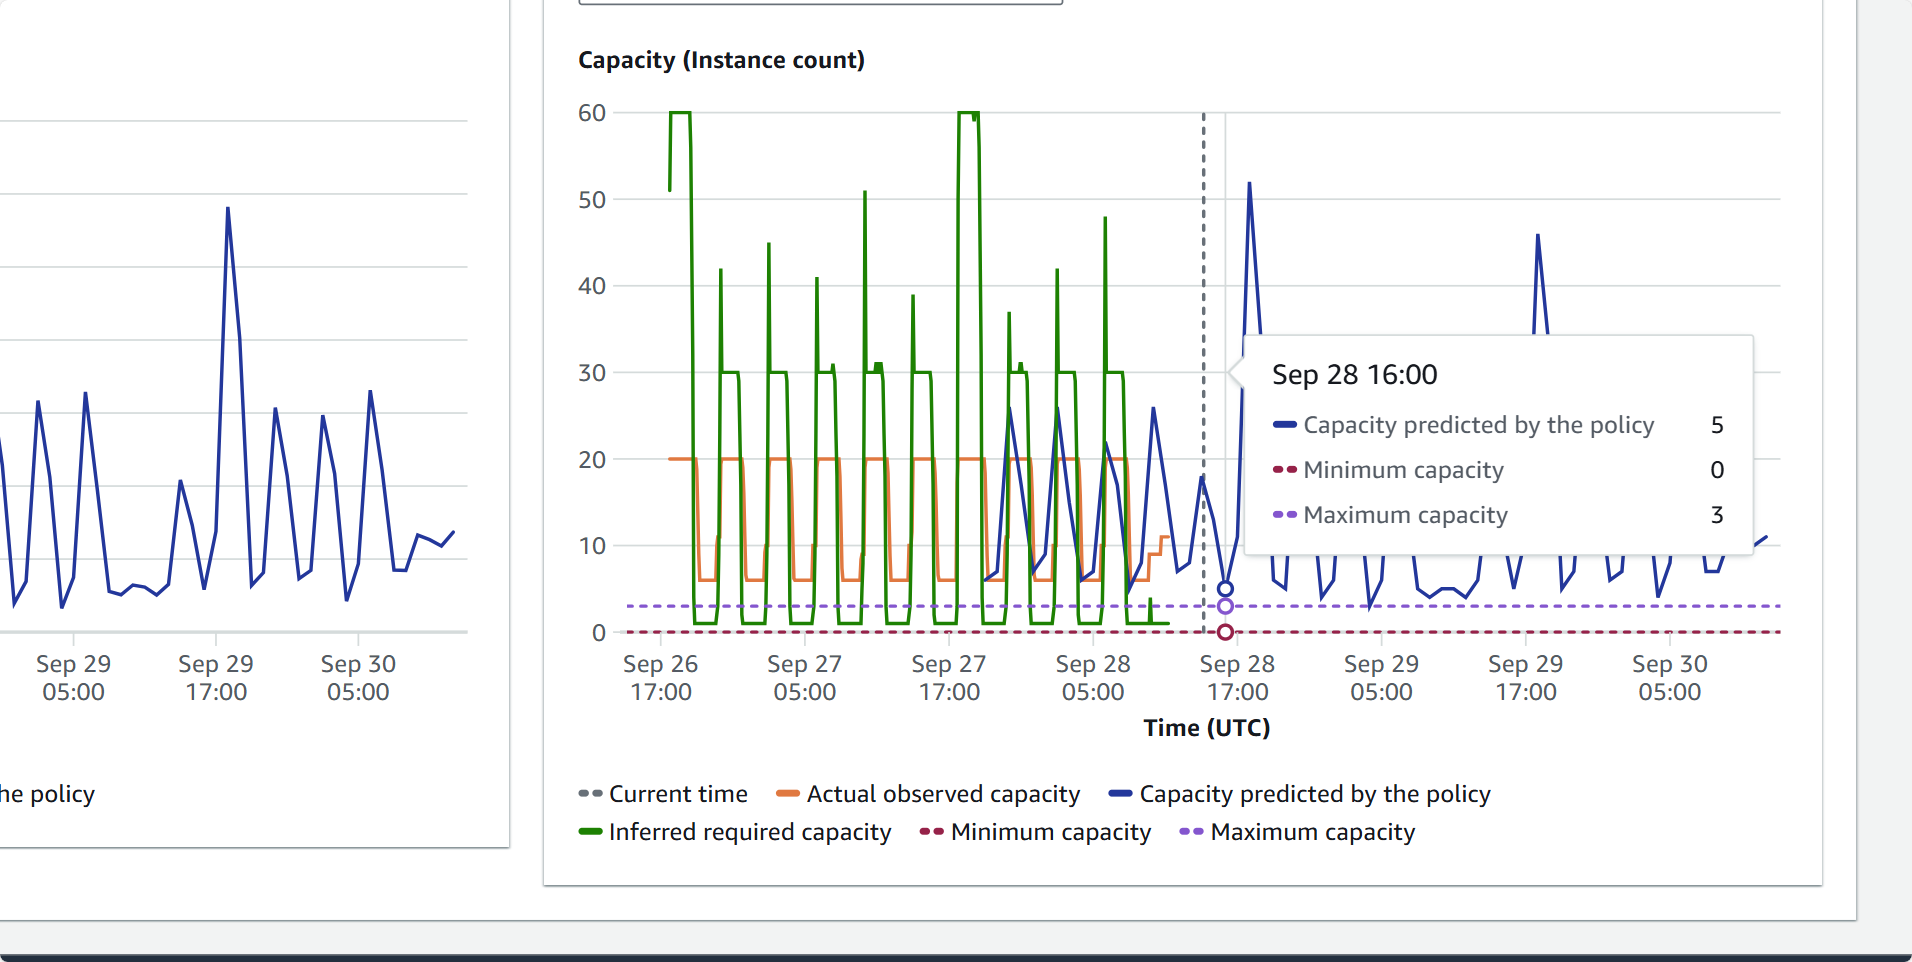 Sep 29
05:00
Sep 29
17:00
Sep 30
05:00
he policy
Capacity (Instance count)
60
50
40
30
20
10
0
Sep 28 16:00
Capacity predicted by the policy 5
Minimum capacity 0
Maximum capacity 3
Sep 26
17:00
Sep 27
05:00
Sep 27
17:00
Sep 28
05:00
Sep 28
17:00
Sep 29
05:00
Sep 29
17:00
Sep 30
05:00
Time (UTC)
Current time Actual observed capacity Capacity predicted by the policy
Inferred required capacity Minimum capacity Maximum capacity